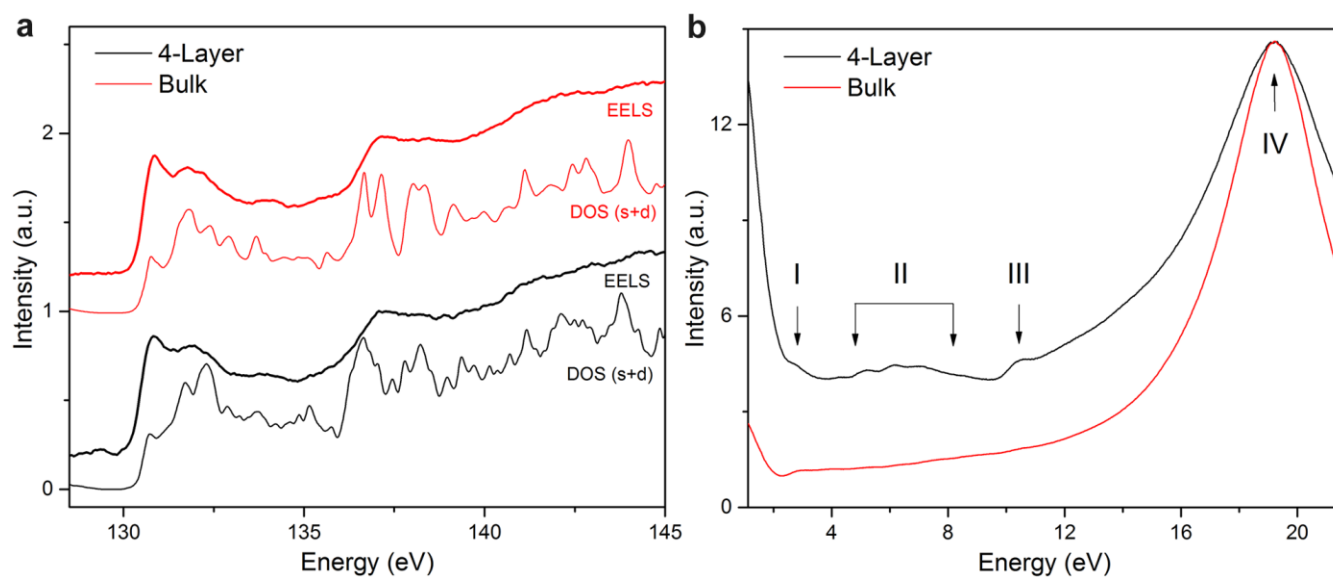 a
4-Layer
Bulk
EELS
DOS (s+d)
EELS
DOS (s+d)
2
1
0
130
135
140
145
Intensity (a.u.)
Energy (eV)
b
4-Layer
Bulk
I
II
III
IV
12
6
0
4
8
12
16
20
Intensity (a.u.)
Energy (eV)